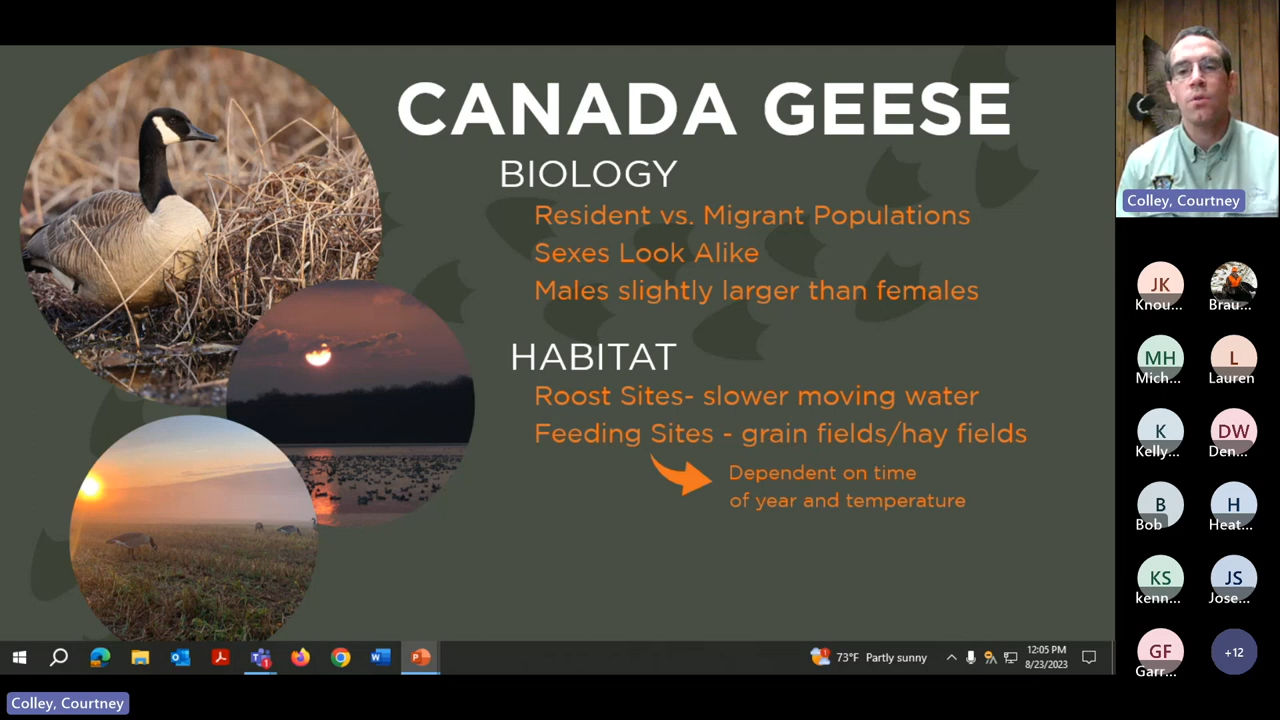 CANADA GEESE
BIOLOGY
Resident vs. Migrant Populations
Sexes Look Alike
Males slightly larger than females
HABITAT
Roost Sites- slower moving water
Feeding Sites - grain fields/hay fields
Dependent on time
of year and temperature
Colley, Courtney
JK
Knou...
Brau...
MH
Mich...
L
Lauren
K
Kelly...
DW
Den...
B
Bob
H
Heat...
KS
kenn...
JS
Jose...
GF
Garr...
+12
73°F Partly sunny
12:05 PM
8/23/2023
Colley, Courtney